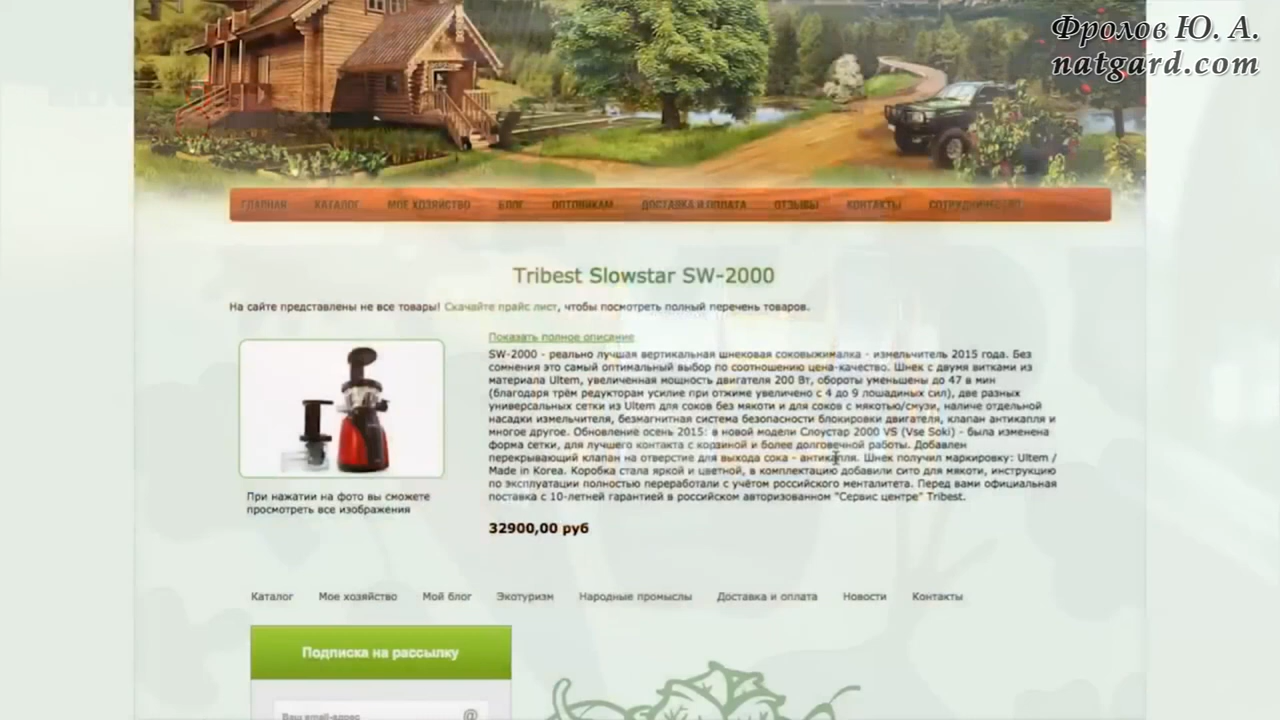 Фролов Ю. А.
natgard.com
ГЛАВНАЯ КАТАЛОГ МОЕ ХОЗЯЙСТВО БЛОГ ОПТОВИКАМ ДОСТАВКА И ОПЛАТА ОТЗЫВЫ КОНТАКТЫ СОТРУДНИЧЕСТВО
Tribest Slowstar SW-2000
На сайте представлены не все товары! Скачайте прайс лист, чтобы посмотреть полный перечень товаров.
Показать полное описание
SW-2000 - реально лучшая вертикальная шнековая соковыжималка - измельчитель 2015 года. Без
сомнения это самый оптимальный выбор по соотношению цена-качество. Шнек с двумя витками из
материала Ultem, увеличенная мощность двигателя 200 Вт, обороты уменьшены до 47 в мин
(благодаря трём редукторам усилие при отжиме увеличено с 4 до 9 лошадиных сил), две разных
универсальных сетки из Ultem для соков без мякоти и для соков с мякотью/смузи, наличе отдельной
насадки измельчителя, безмагнитная система безопасности блокировки двигателя, клапан антикапля и
многое другое. Обновление осень 2015: в новой модели Слоустар 2000 VS (Vse Soki) - была изменена
форма сетки, для лучшего контакта с корзиной и более долговечной работы. Добавлен
перекрывающий клапан на отверстие для выхода сока - антикапля. Шнек получил маркировку: Ultem /
Made in Korea. Коробка стала яркой и цветной, в комплектацию добавили сито для мякоти, инструкцию
по эксплуатации полностью переработали с учётом российского менталитета. Перед вами официальная
поставка с 10-летней гарантией в российском авторизованном "Сервис центре" Tribest.
При нажатии на фото вы сможете
просмотреть все изображения
32900,00 руб
Каталог Мое хозяйство Мой блог Экотуризм Народные промыслы Доставка и оплата Новости Контакты
Подписка на рассылку
Ваш email-адрес @